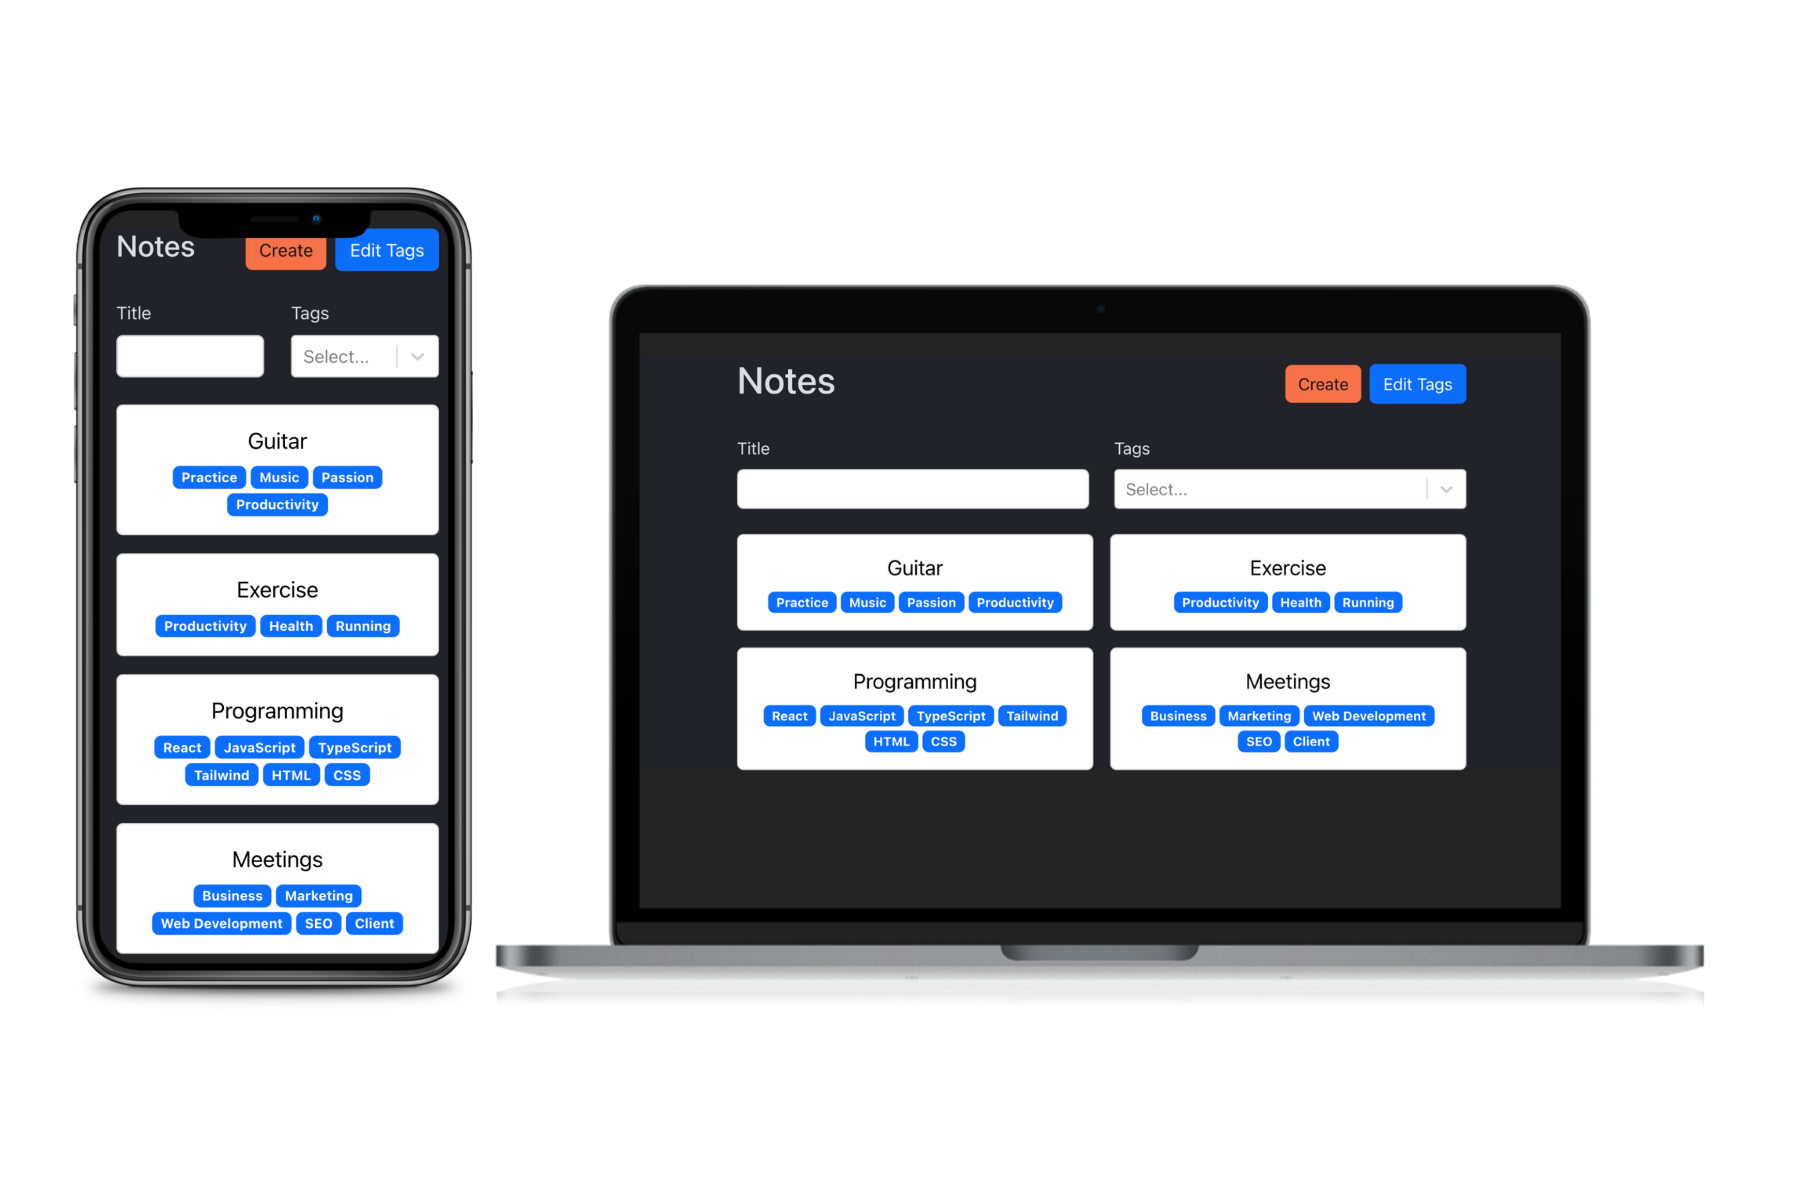 Notes Create Edit Tags
Title Tags
Select...
Guitar
Practice Music Passion
Productivity
Exercise
Productivity Health Running
Programming
React JavaScript TypeScript
Tailwind HTML CSS
Meetings
Business Marketing
Web Development SEO Client
Notes Create Edit Tags
Title Tags
Select...
Guitar
Practice Music Passion Productivity
Exercise
Productivity Health Running
Programming
React JavaScript TypeScript Tailwind
HTML CSS
Meetings
Business Marketing Web Development
SEO Client